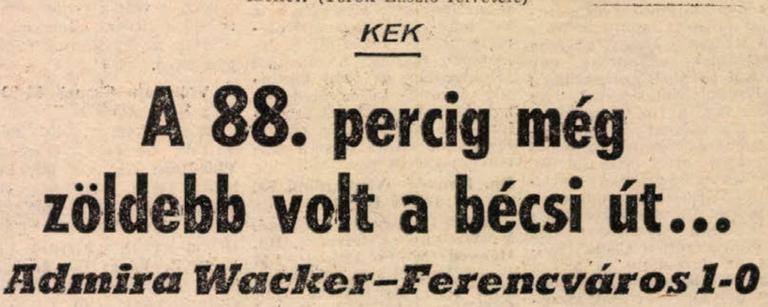 KEK
A 88. percig még
zöldebb volt a bécsi út...
Admira Wacker–Ferencváros 1-0